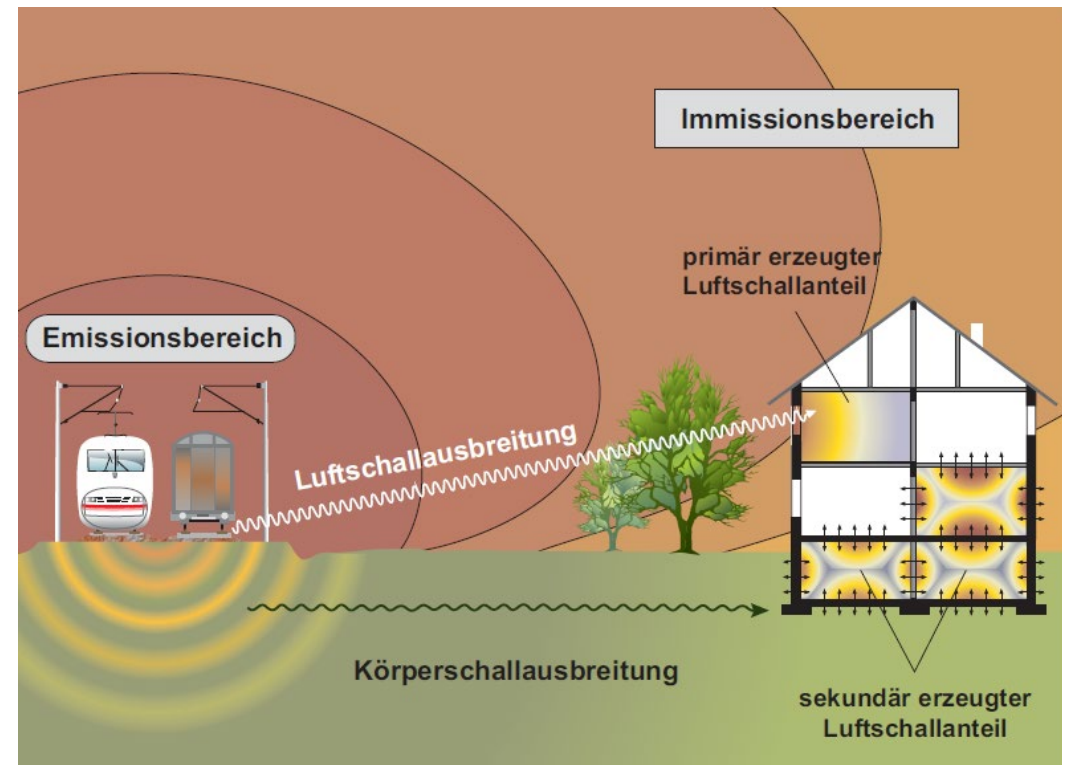 Immissionsbereich
primär erzeugter
Luftschallanteil
Emissionsbereich
Luftschallausbreitung
Körperschallausbreitung
sekundär erzeugter
Luftschallanteil